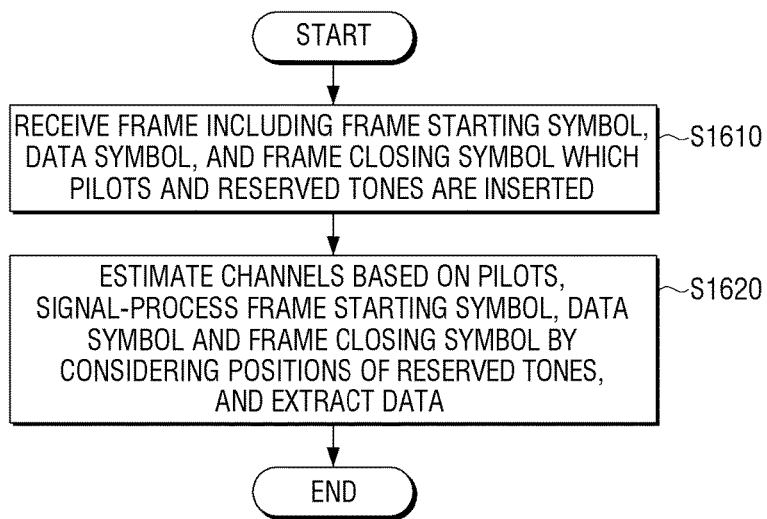 START
RECEIVE FRAME INCLUDING FRAME STARTING SYMBOL,
DATA SYMBOL, AND FRAME CLOSING SYMBOL WHICH
PILOTS AND RESERVED TONES ARE INSERTED
S1610
ESTIMATE CHANNELS BASED ON PILOTS,
SIGNAL-PROCESS FRAME STARTING SYMBOL, DATA
SYMBOL AND FRAME CLOSING SYMBOL BY
CONSIDERING POSITIONS OF RESERVED TONES,
AND EXTRACT DATA
S1620
END